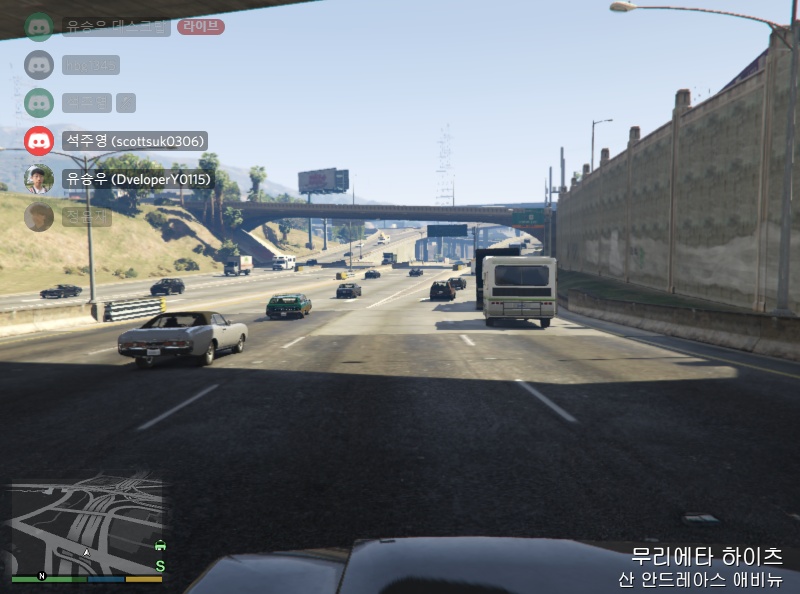 유승우 데스크탑 라이브
석주영 (scottsuk0306)
유승우 (DveloperY0115)
N
S
무리에타 하이츠
산 안드레아스 애비뉴